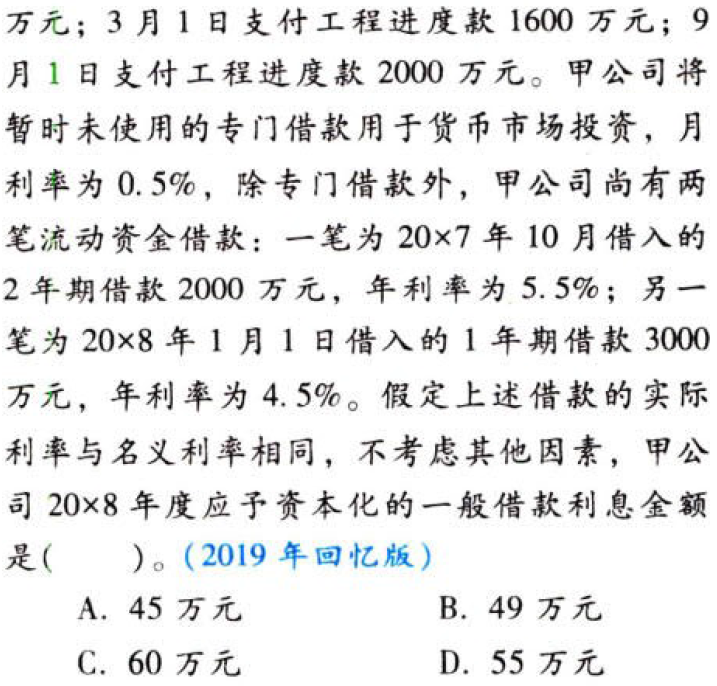 万元；3 月 1 日支付工程进度款 1600 万元；9
月 1 日支付工程进度款 2000 万元。甲公司将
暂时未使用的专门借款用于货币市场投资，月
利率为 0.5%，除专门借款外，甲公司尚有两
笔流动资金借款：一笔为 20×7 年 10 月借入的
2 年期借款 2000 万元，年利率为 5.5%；另一
笔为 20×8 年 1 月 1 日借入的 1 年期借款 3000
万元，年利率为 4.5%。假定上述借款的实际
利率与名义利率相同，不考虑其他因素，甲公
司 20×8 年度应予资本化的一般借款利息金额
是(　　)。(2019 年回忆版)
A. 45 万元　　B. 49 万元
C. 60 万元　　D. 55 万元